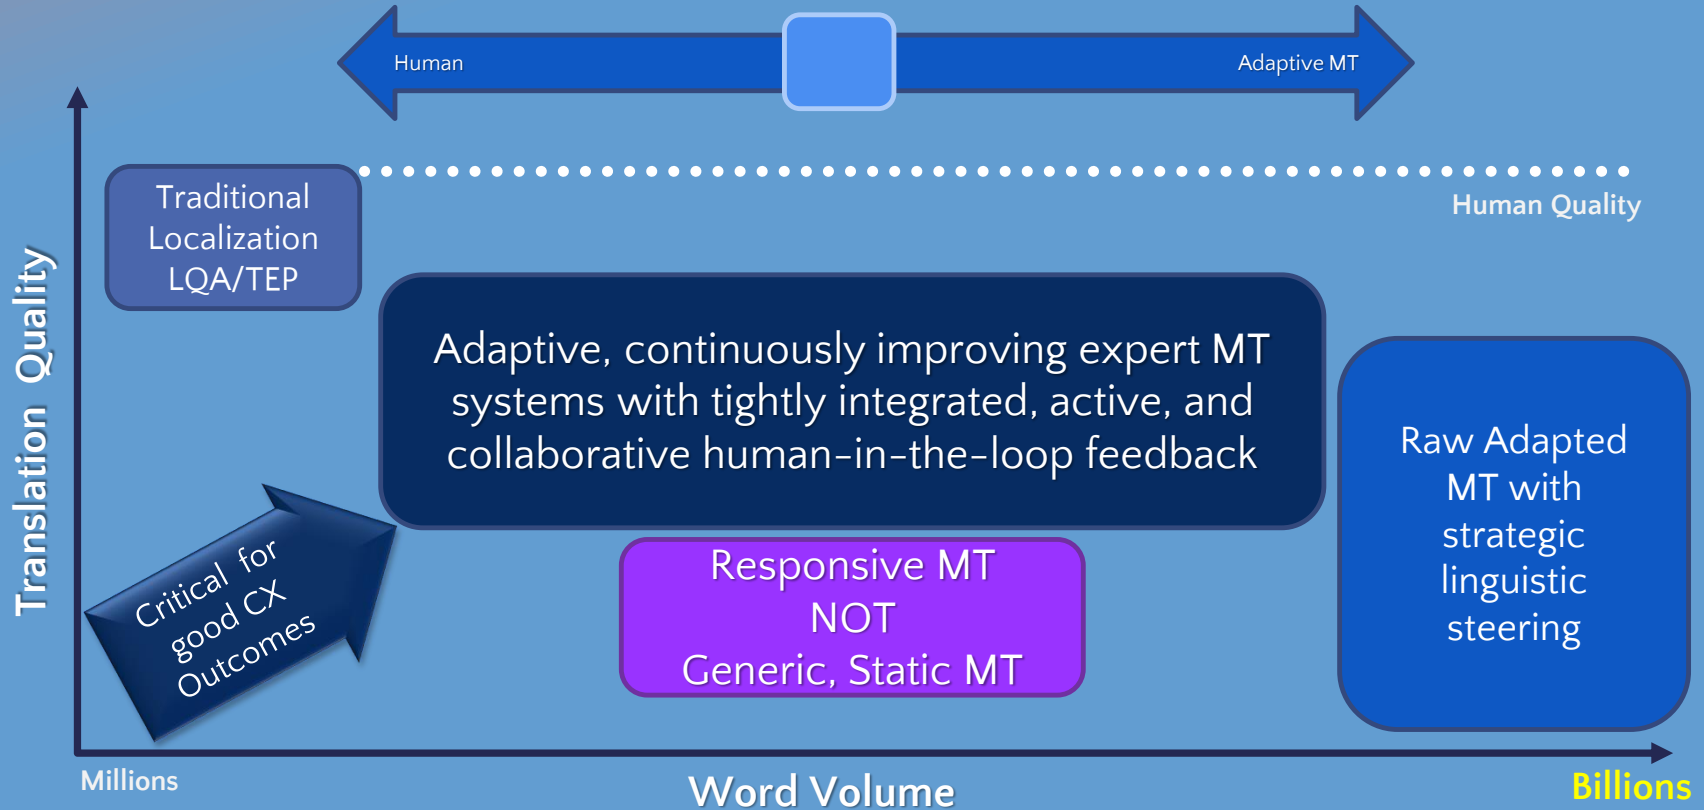 Human
Adaptive MT
Traditional
Localization
LQA/TEP
Human Quality
Translation Quality
Adaptive, continuously improving expert MT
systems with tightly integrated, active, and
collaborative human-in-the-loop feedback
Raw Adapted
MT with
strategic
linguistic
steering
Critical for
good CX
Outcomes
Responsive MT
NOT
Generic, Static MT
Millions
Word Volume
Billions